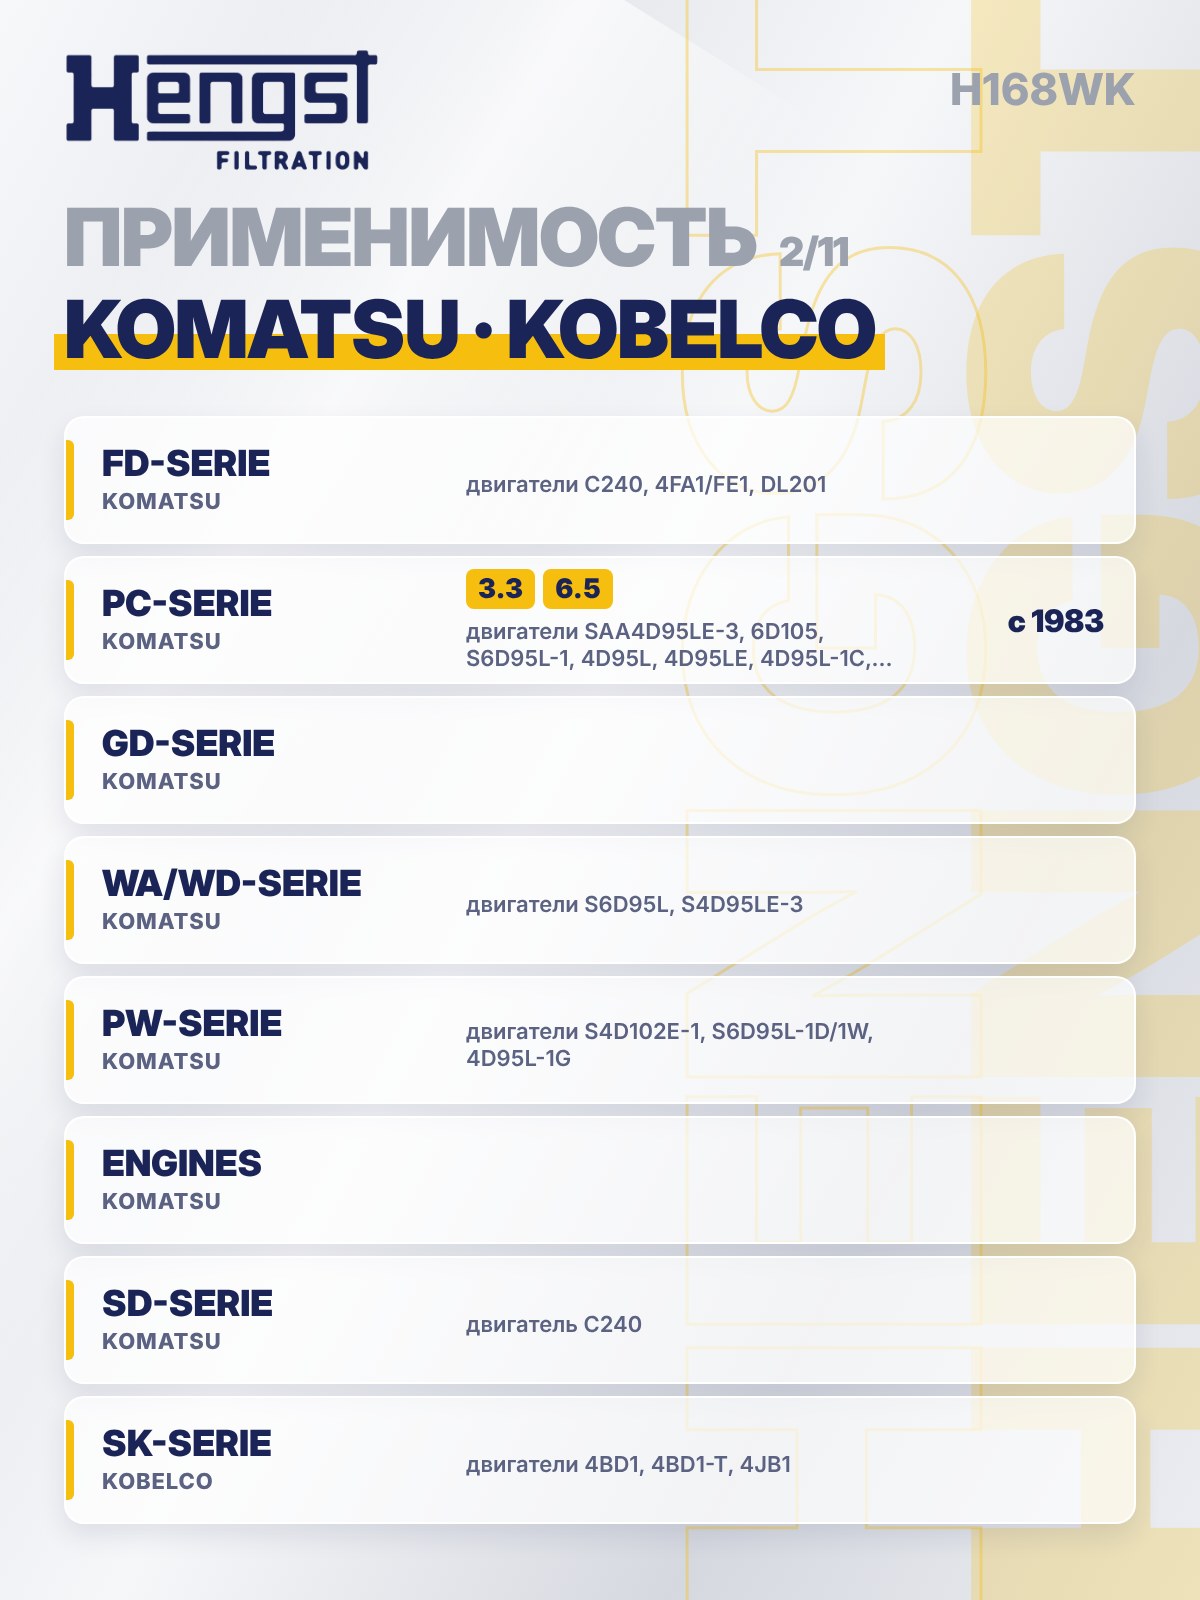 Hengst
FILTRATION
H168WK
ПРИМЕНИМОСТЬ 2/11
KOMATSU · KOBELCO
FD-SERIE
KOMATSU
двигатели C240, 4FA1/FE1, DL201
PC-SERIE
KOMATSU
3.3 6.5
двигатели SAA4D95LE-3, 6D105,
S6D95L-1, 4D95L, 4D95LE, 4D95L-1C,...
с 1983
GD-SERIE
KOMATSU
WA/WD-SERIE
KOMATSU
двигатели S6D95L, S4D95LE-3
PW-SERIE
KOMATSU
двигатели S4D102E-1, S6D95L-1D/1W,
4D95L-1G
ENGINES
KOMATSU
SD-SERIE
KOMATSU
двигатель C240
SK-SERIE
KOBELCO
двигатели 4BD1, 4BD1-T, 4JB1
HENGST